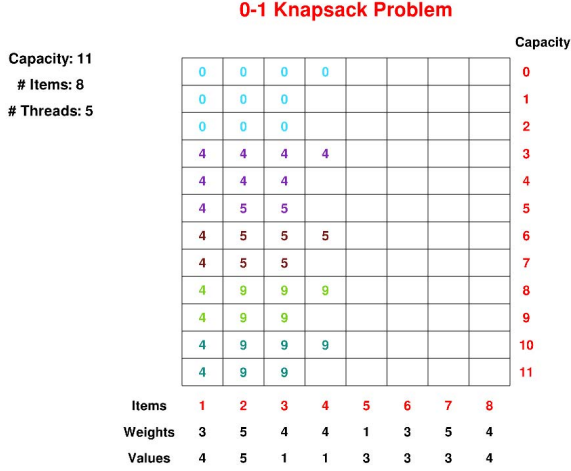 0-1 Knapsack Problem
Capacity
Capacity: 11
# Items: 8
# Threads: 5
0 0 0 0 0
0 0 0 1
0 0 0 2
4 4 4 4 3
4 4 4 4
4 5 5 5
4 5 5 5 6
4 5 5 7
4 9 9 9 8
4 9 9 9
4 9 9 9 10
4 9 9 11
Items 1 2 3 4 5 6 7 8
Weights 3 5 4 4 1 3 5 4
Values 4 5 1 1 3 3 3 4